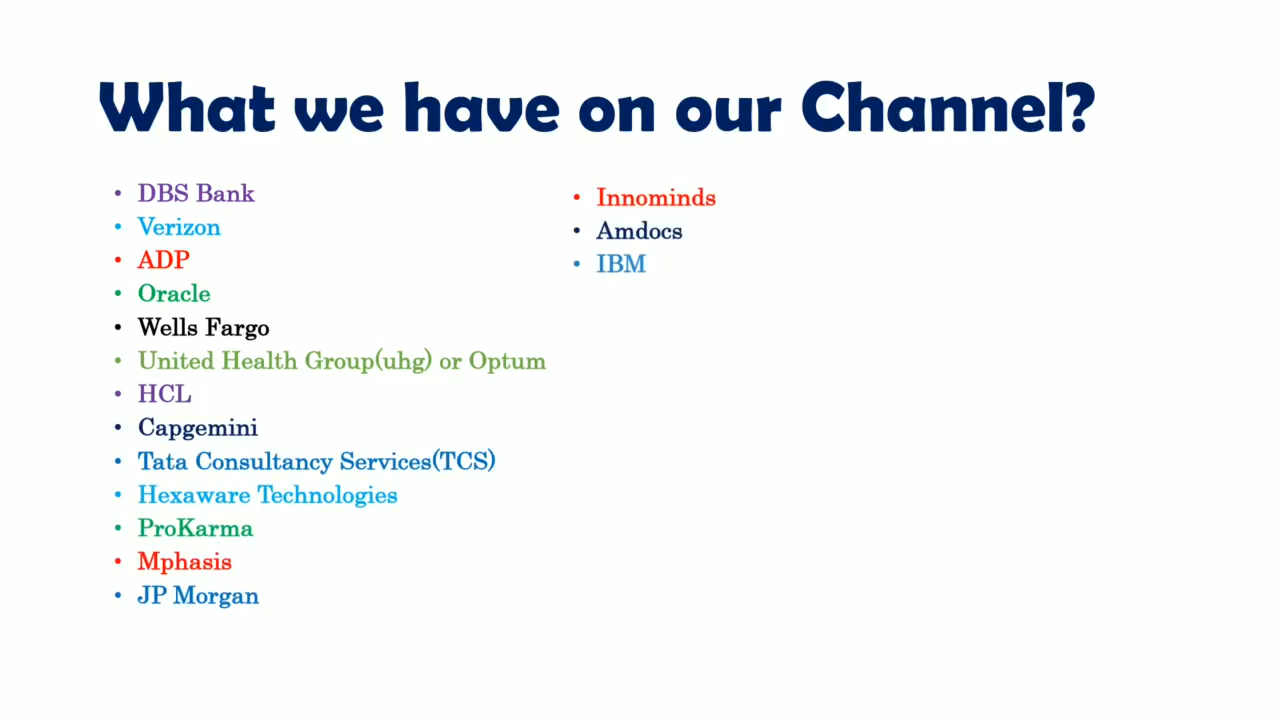 What we have on our Channel?
• DBS Bank
• Verizon
• ADP
• Oracle
• Wells Fargo
• United Health Group(uhg) or Optum
• HCL
• Capgemini
• Tata Consultancy Services(TCS)
• Hexaware Technologies
• ProKarma
• Mphasis
• JP Morgan
• Innominds
• Amdocs
• IBM